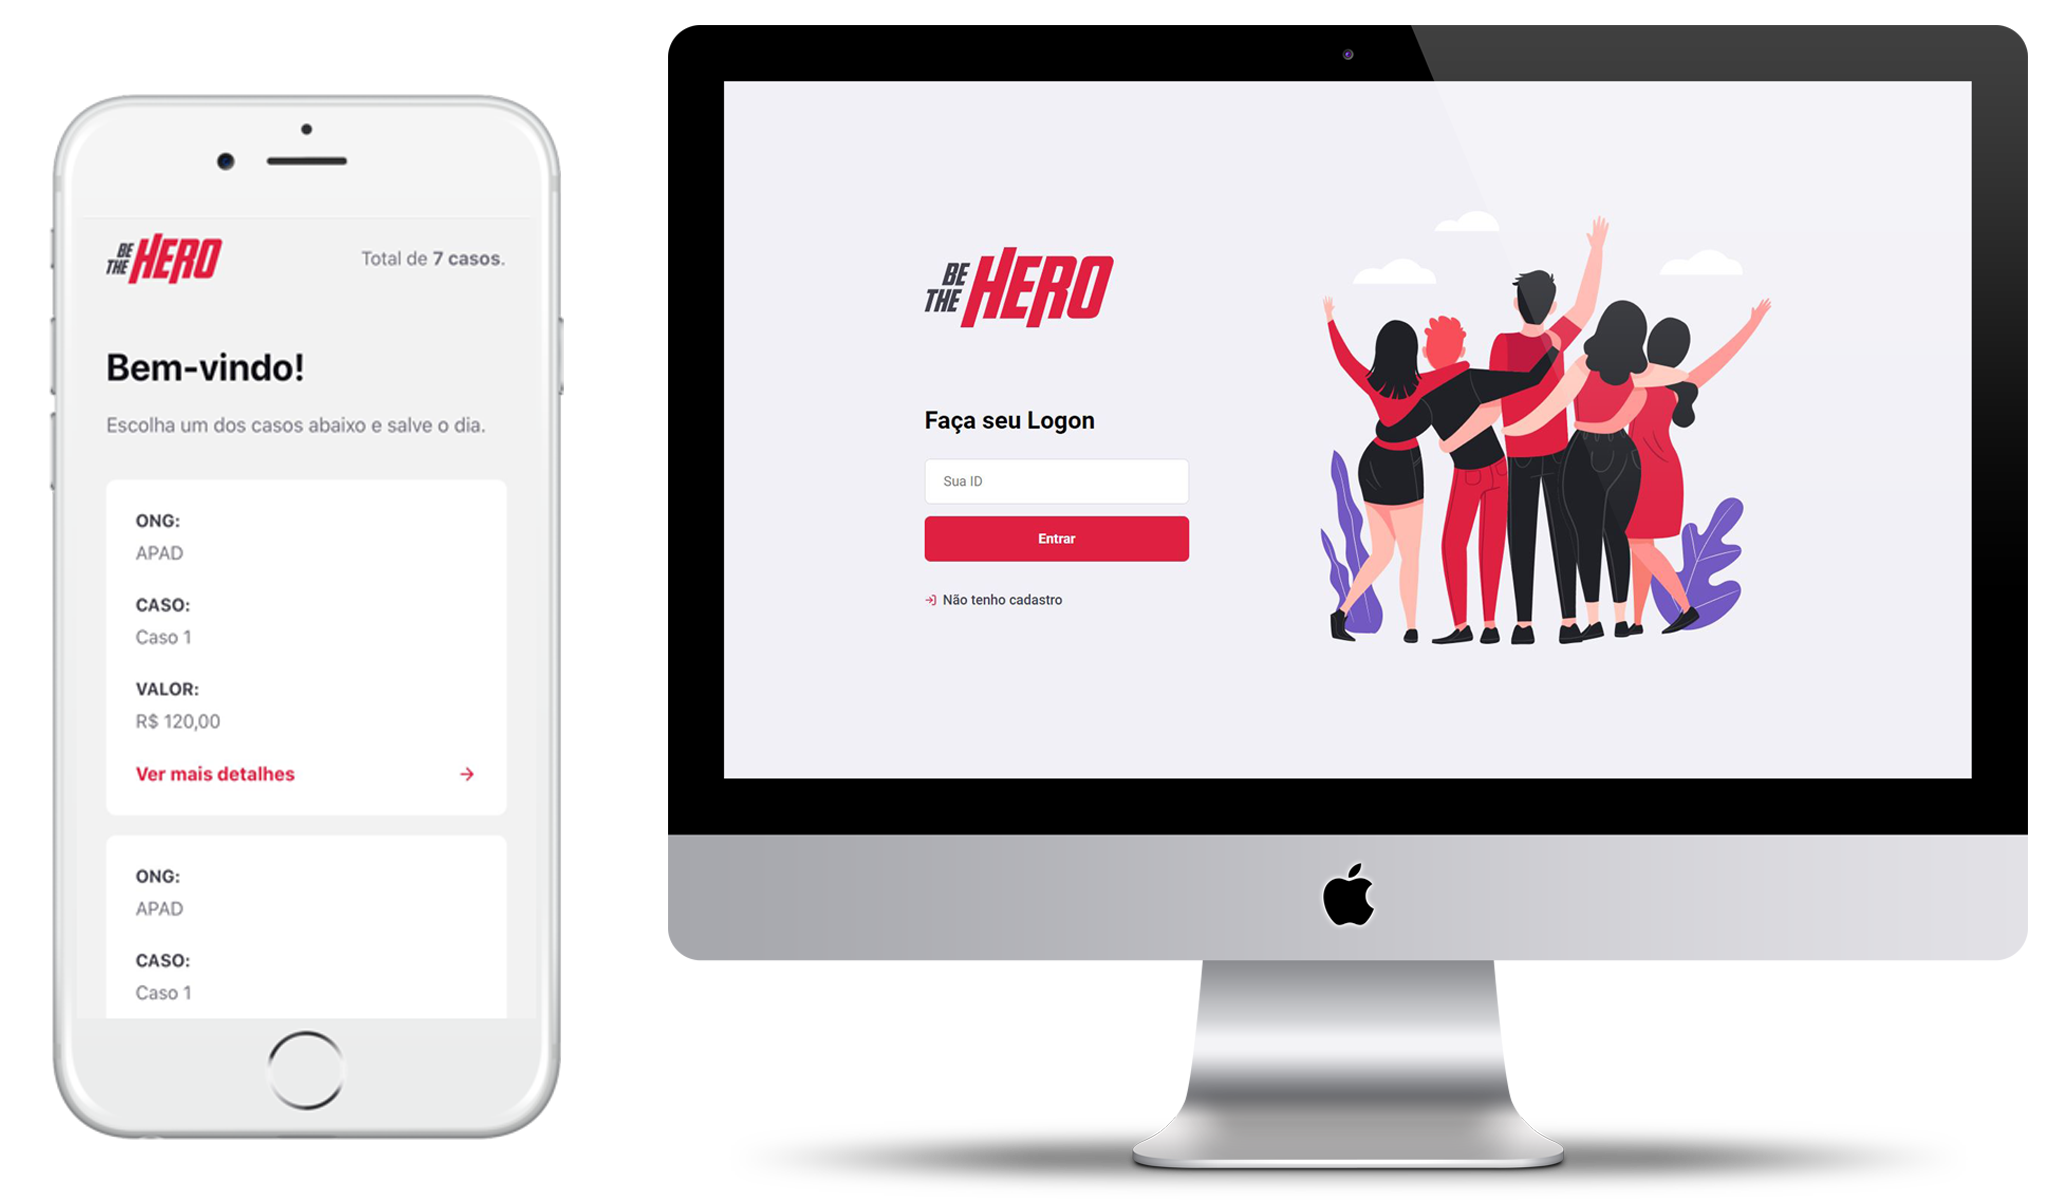 BE
THE HERO
Total de 7 casos.
Bem-vindo!
Escolha um dos casos abaixo e salve o dia.
ONG:
APAD
CASO:
Caso 1
VALOR:
R$ 120,00
Ver mais detalhes
ONG:
APAD
CASO:
Caso 1
BE
THE HERO
Faça seu Logon
Sua ID
Entrar
Não tenho cadastro